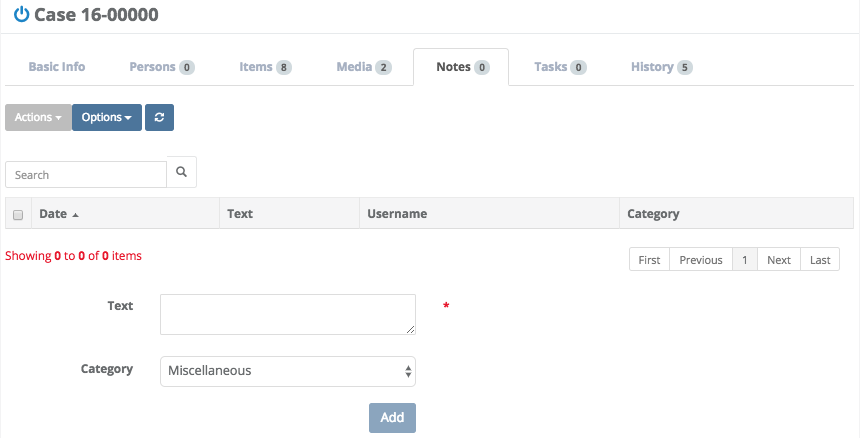 Case 16-00000
Basic Info Persons 0 Items 8 Media 2 Notes 0 Tasks 0 History 5
Actions Options
Search
Date Text Username Category
Showing 0 to 0 of 0 items First Previous 1 Next Last
Text *
Category Miscellaneous
Add